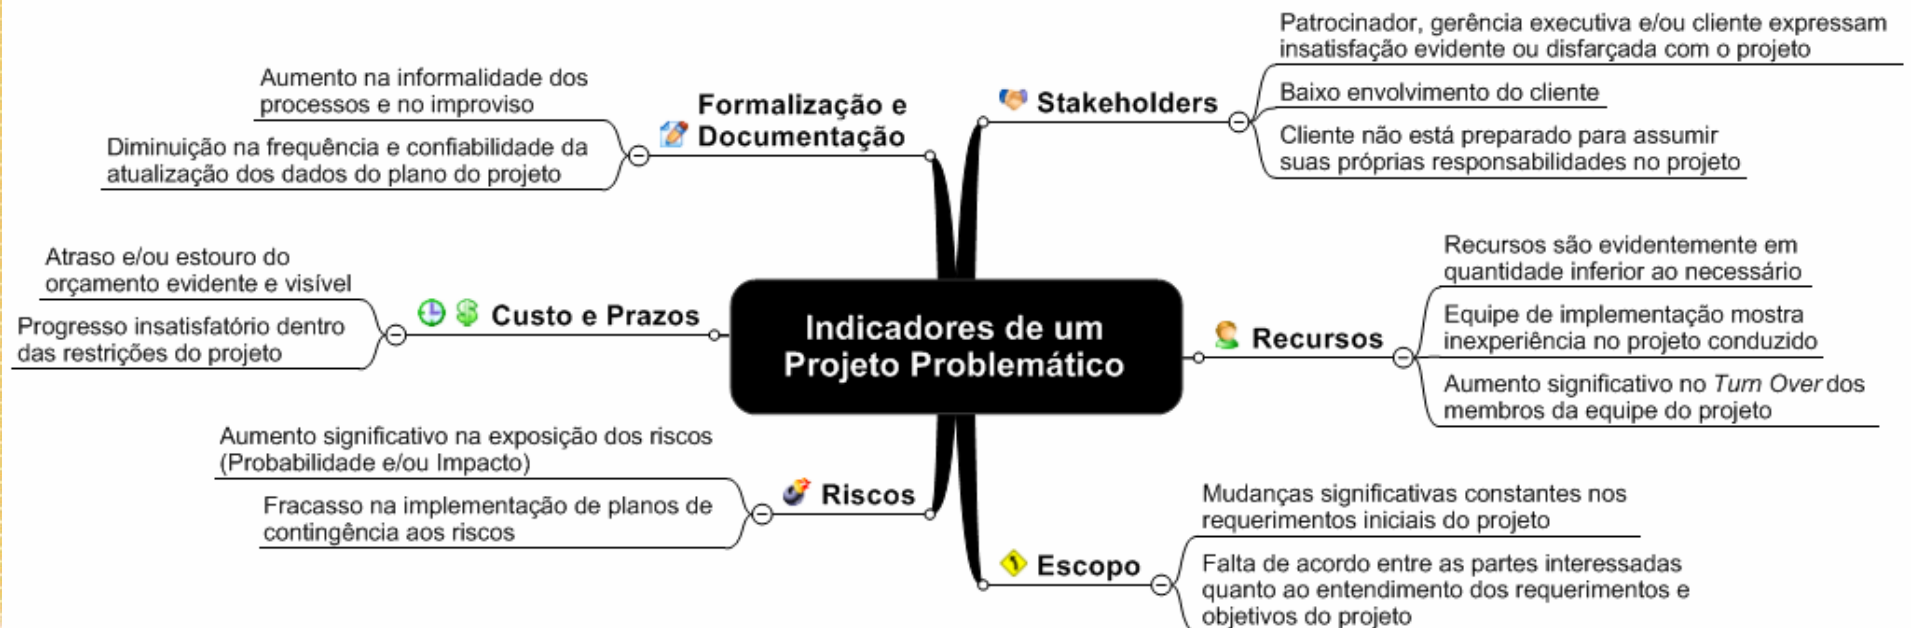 Indicadores de um
Projeto Problemático
Stakeholders
Patrocinador, gerência executiva e/ou cliente expressam
insatisfação evidente ou disfarçada com o projeto
Baixo envolvimento do cliente
Cliente não está preparado para assumir
suas próprias responsabilidades no projeto
Recursos
Recursos são evidentemente em
quantidade inferior ao necessário
Equipe de implementação mostra
inexperiência no projeto conduzido
Aumento significativo no Turn Over dos
membros da equipe do projeto
Escopo
Mudanças significativas constantes nos
requerimentos iniciais do projeto
Falta de acordo entre as partes interessadas
quanto ao entendimento dos requerimentos e
objetivos do projeto
Formalização e
Documentação
Aumento na informalidade dos
processos e no improviso
Diminuição na frequência e confiabilidade da
atualização dos dados do plano do projeto
Custo e Prazos
Atraso e/ou estouro do
orçamento evidente e visível
Progresso insatisfatório dentro
das restrições do projeto
Riscos
Aumento significativo na exposição dos riscos
(Probabilidade e/ou Impacto)
Fracasso na implementação de planos de
contingência aos riscos